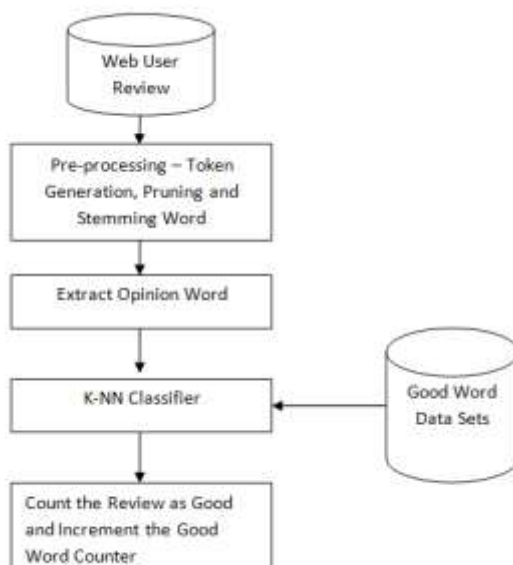 Web User
Review
Pre-processing – Token
Generation, Pruning and
Stemming Word
Extract Opinion Word
K-NN Classifier
Good Word
Data Sets
Count the Review as Good
and Increment the Good
Word Counter